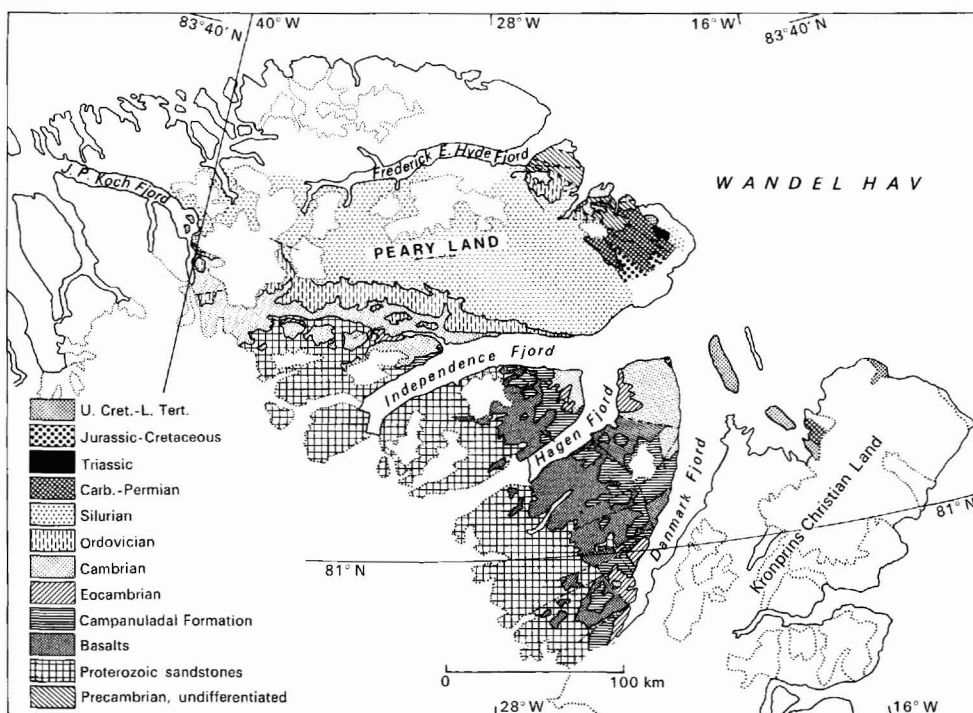 83°40'
40°W
28°W
16°W
83°40'
Frederick E. Hyde Fjord
J. P. Koch Fjord
WANDEL HAV
PEARY LAND
Independence Fjord
Hagen Fjord
Danmark Fjord
Kronprins Christian Land
81°N
81°N
U. Cret.-L. Tert.
Jurassic-Cretaceous
Triassic
Carb.-Permian
Silurian
Ordovician
Cambrian
Eocambrian
Campanuladal Formation
Basalts
Proterozoic sandstones
Precambrian, undifferentiated
0 100 km
28°W
16°W